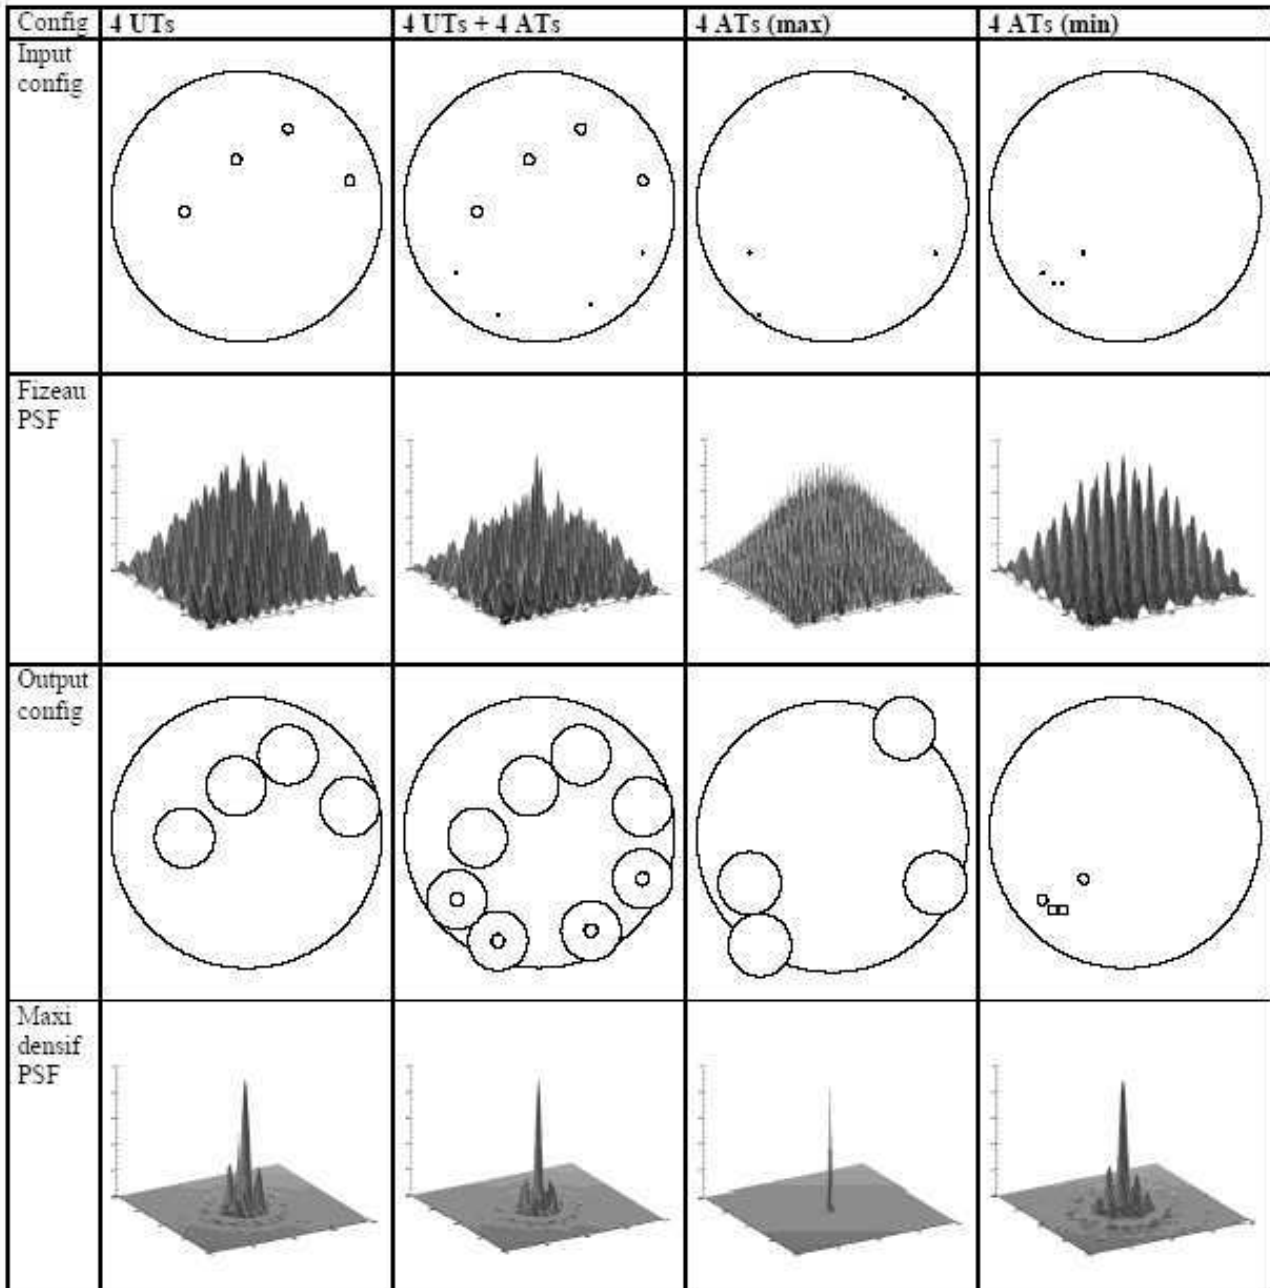 Config 4 UTs 4 UTs + 4 ATs 4 ATs (max) 4 ATs (min)
Input
config
Fizeau
PSF
Output
config
Maxi
densif
PSF